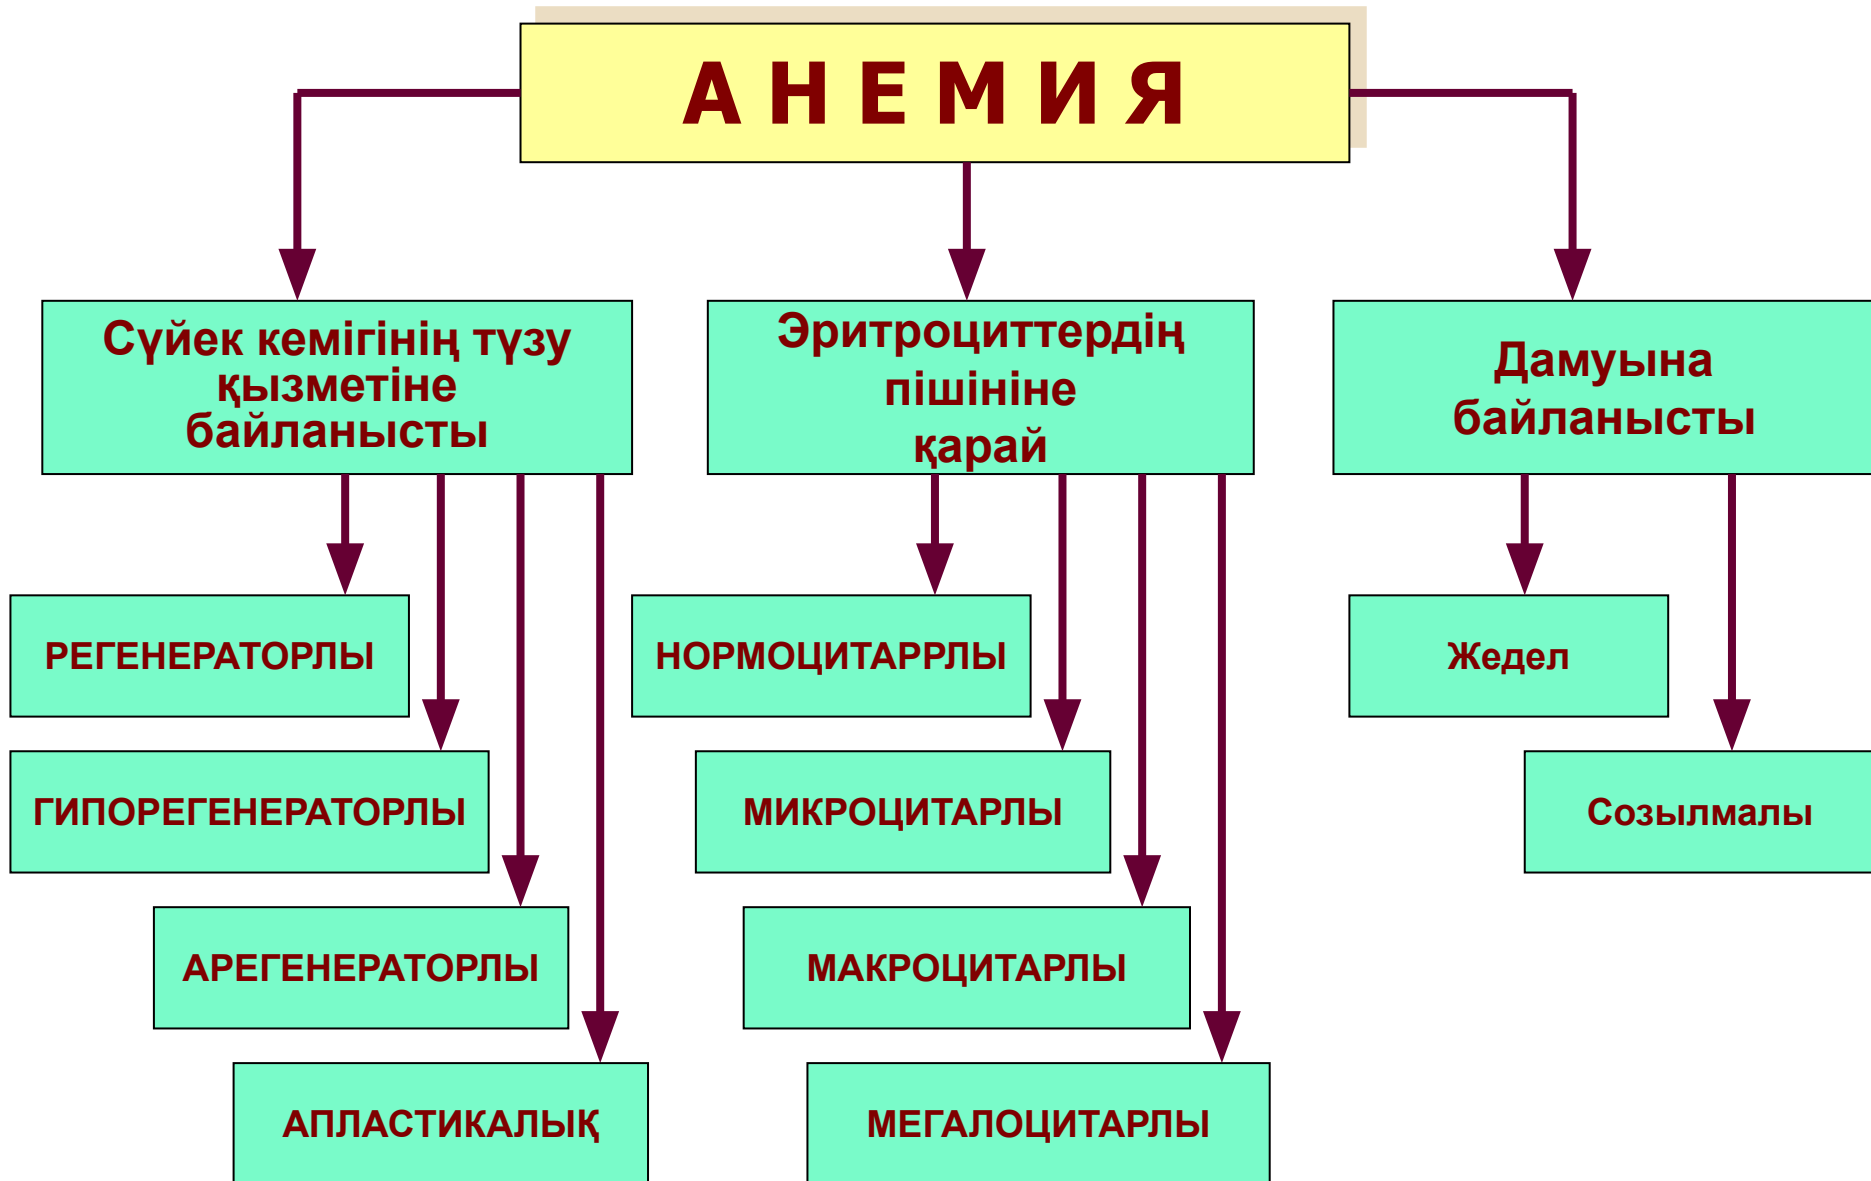 А Н Е М И Я
Сүйек кемігінің түзу
қызметіне
байланысты
Эритроциттердің
пішініне
қарай
Дамуына
байланысты
РЕГЕНЕРАТОРЛЫ
НОРМОЦИТАРРЛЫ
Жедел
ГИПОРЕГЕНЕРАТОРЛЫ
МИКРОЦИТАРЛЫ
Созылмалы
АРЕГЕНЕРАТОРЛЫ
МАКРОЦИТАРЛЫ
АПЛАСТИКАЛЫҚ
МЕГАЛОЦИТАРЛЫ